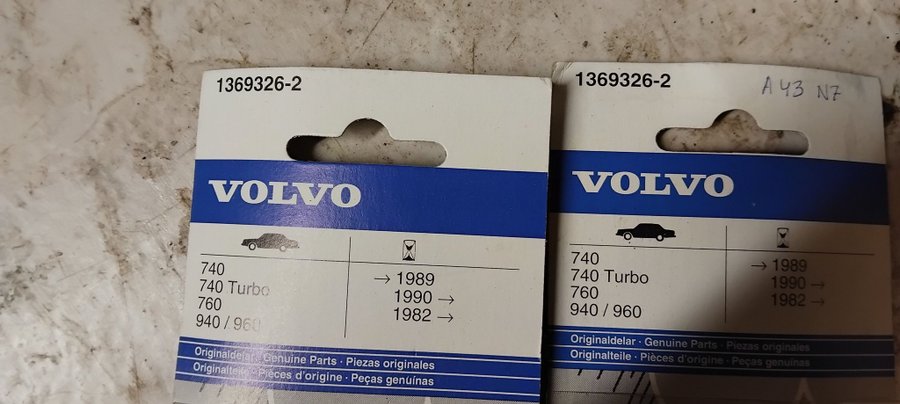 1369326-2
VOLVO
740 → 1989
740 Turbo 1990 →
760 1982 →
940 / 960
Originaldelar · Genuine Parts · Piezas originales
Originalteile · Pièces d'origine · Peças genuínas
1369326-2 A43 N7
VOLVO
740 → 1989
740 Turbo 1990 →
760 1982 →
940 / 960
Originaldelar · Genuine Parts · Piezas originales
Originalteile · Pièces d'origine · Peças genuínas